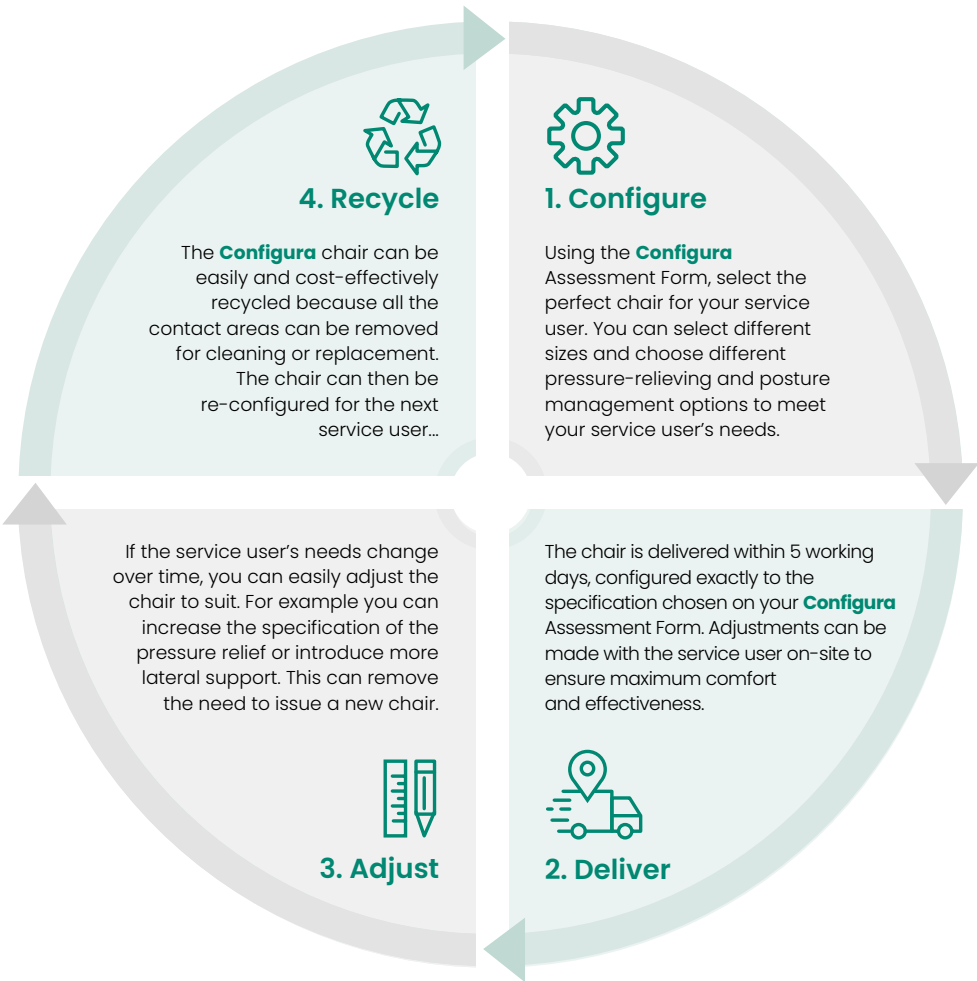 1. Configure
Using the Configura
Assessment Form, select the
perfect chair for your service
user. You can select different
sizes and choose different
pressure-relieving and posture
management options to meet
your service user's needs.
The chair is delivered within 5 working
days, configured exactly to the
specification chosen on your Configura
Assessment Form. Adjustments can be
made with the service user on-site to
ensure maximum comfort
and effectiveness.
2. Deliver
If the service user's needs change
over time, you can easily adjust the
chair to suit. For example you can
increase the specification of the
pressure relief or introduce more
lateral support. This can remove
the need to issue a new chair.
3. Adjust
4. Recycle
The Configura chair can be
easily and cost-effectively
recycled because all the
contact areas can be removed
for cleaning or replacement.
The chair can then be
re-configured for the next
service user...